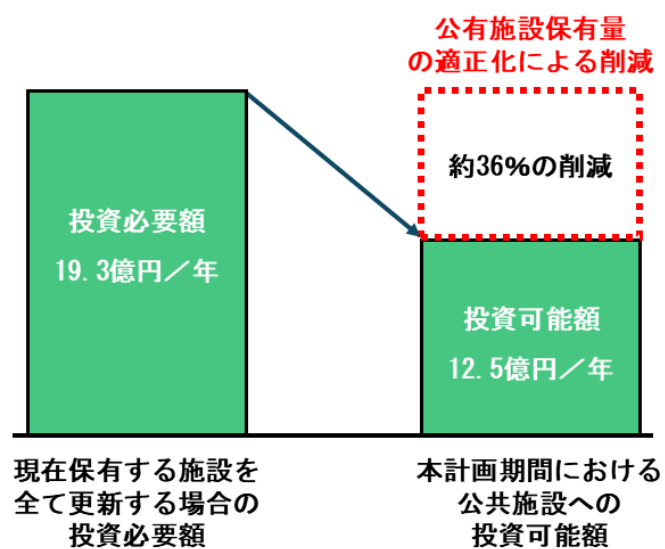 公有施設保有量
の適正化による削減
約36%の削減
投資必要額
19.3億円／年
投資可能額
12.5億円／年
現在保有する施設を
全て更新する場合の
投資必要額
本計画期間における
公共施設への
投資可能額